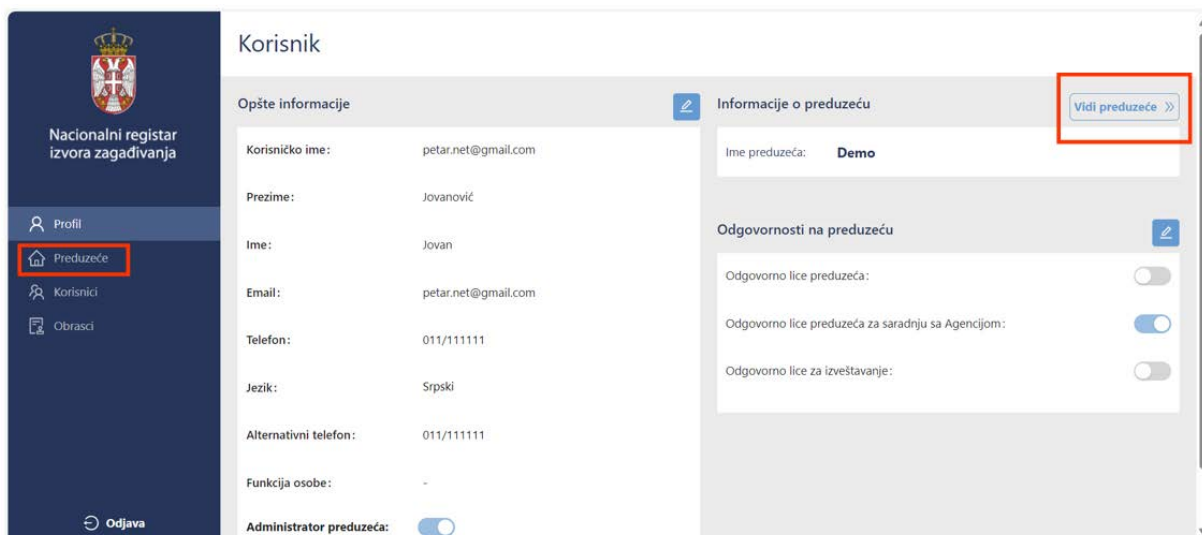 Nacionalni registar
izvora zagađivanja
Profil
Preduzeće
Korisnici
Obrasci
Odjava
Korisnik
Opšte informacije
Korisničko ime: petar.net@gmail.com
Prezime: Jovanović
Ime: Jovan
Email: petar.net@gmail.com
Telefon: 011/111111
Jezik: Srpski
Alternativni telefon: 011/111111
Funkcija osobe: -
Administrator preduzeća:
Informacije o preduzeću
Vidi preduzeće »
Ime preduzeća: Demo
Odgovornosti na preduzeću
Odgovorno lice preduzeća:
Odgovorno lice preduzeća za saradnju sa Agencijom:
Odgovorno lice za izveštavanje: